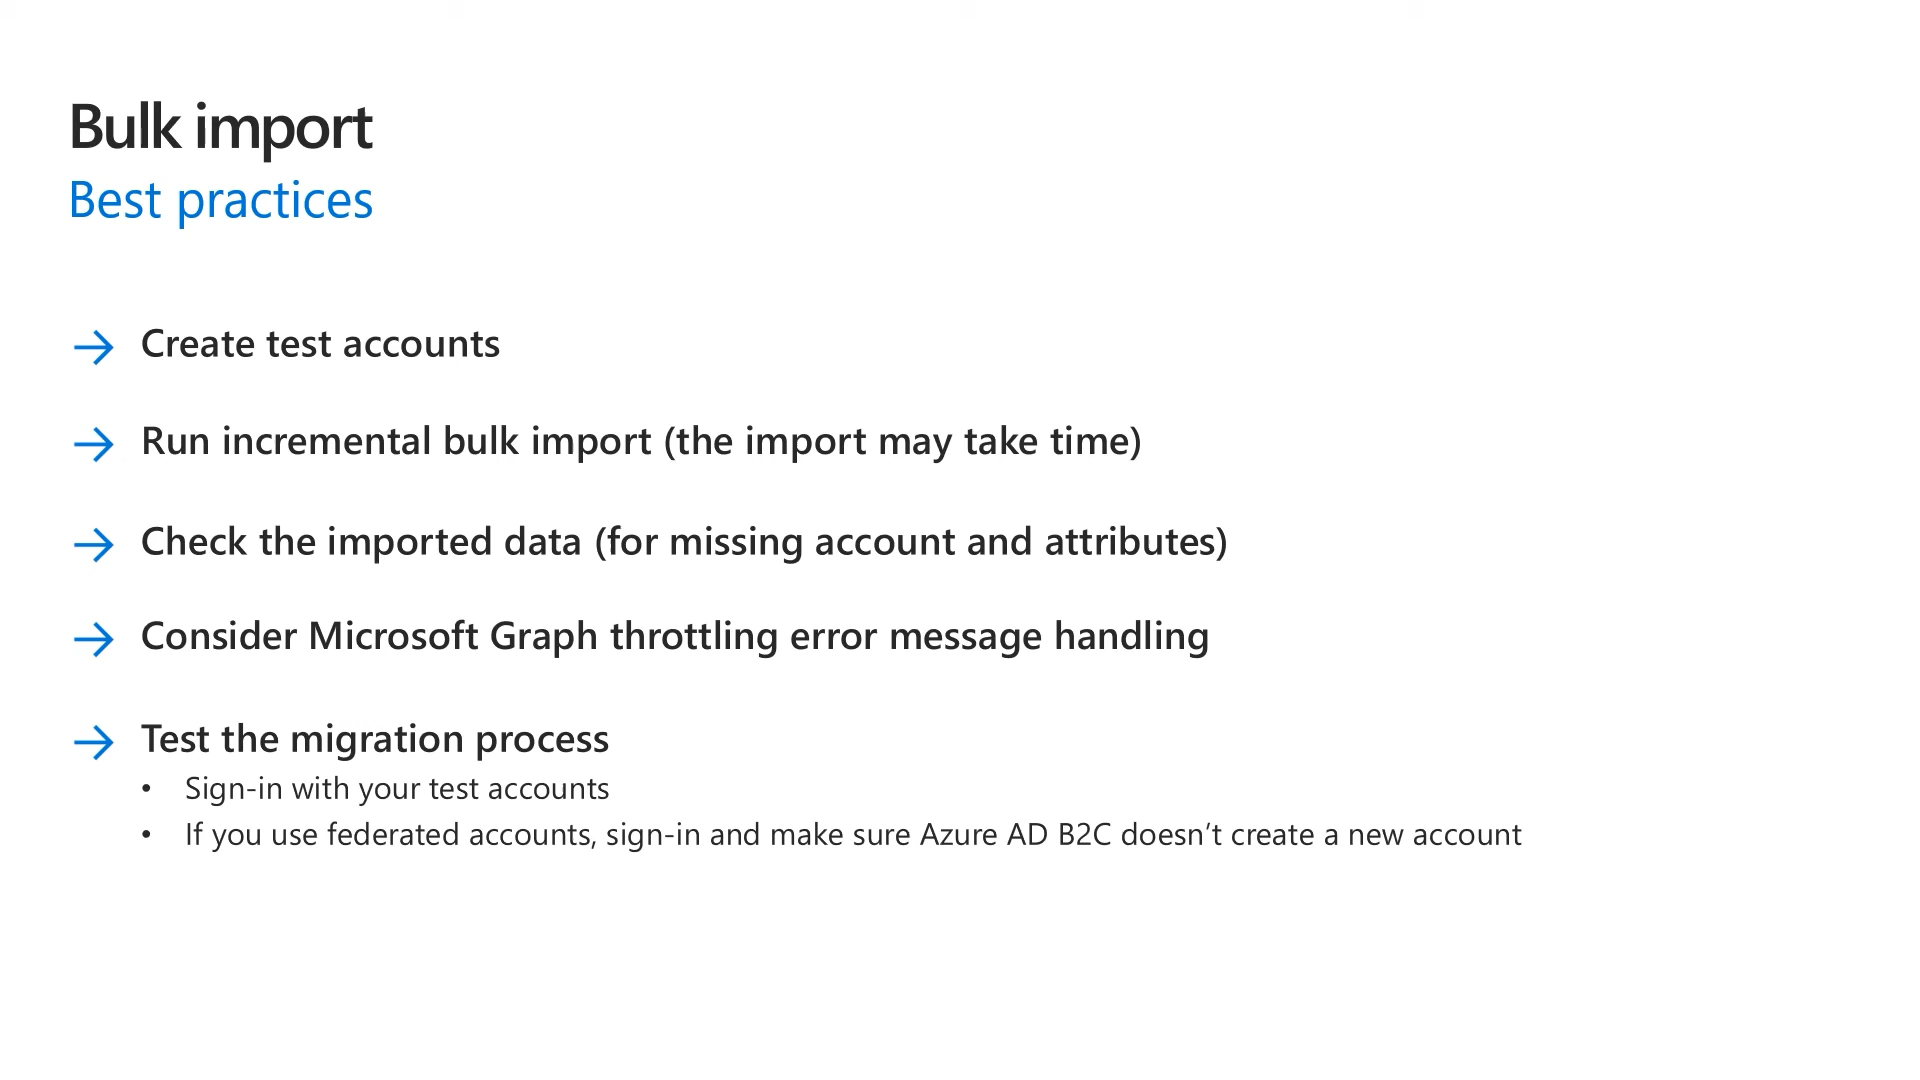 Bulk import
Best practices
Create test accounts
Run incremental bulk import (the import may take time)
Check the imported data (for missing account and attributes)
Consider Microsoft Graph throttling error message handling
Test the migration process
• Sign-in with your test accounts
• If you use federated accounts, sign-in and make sure Azure AD B2C doesn’t create a new account